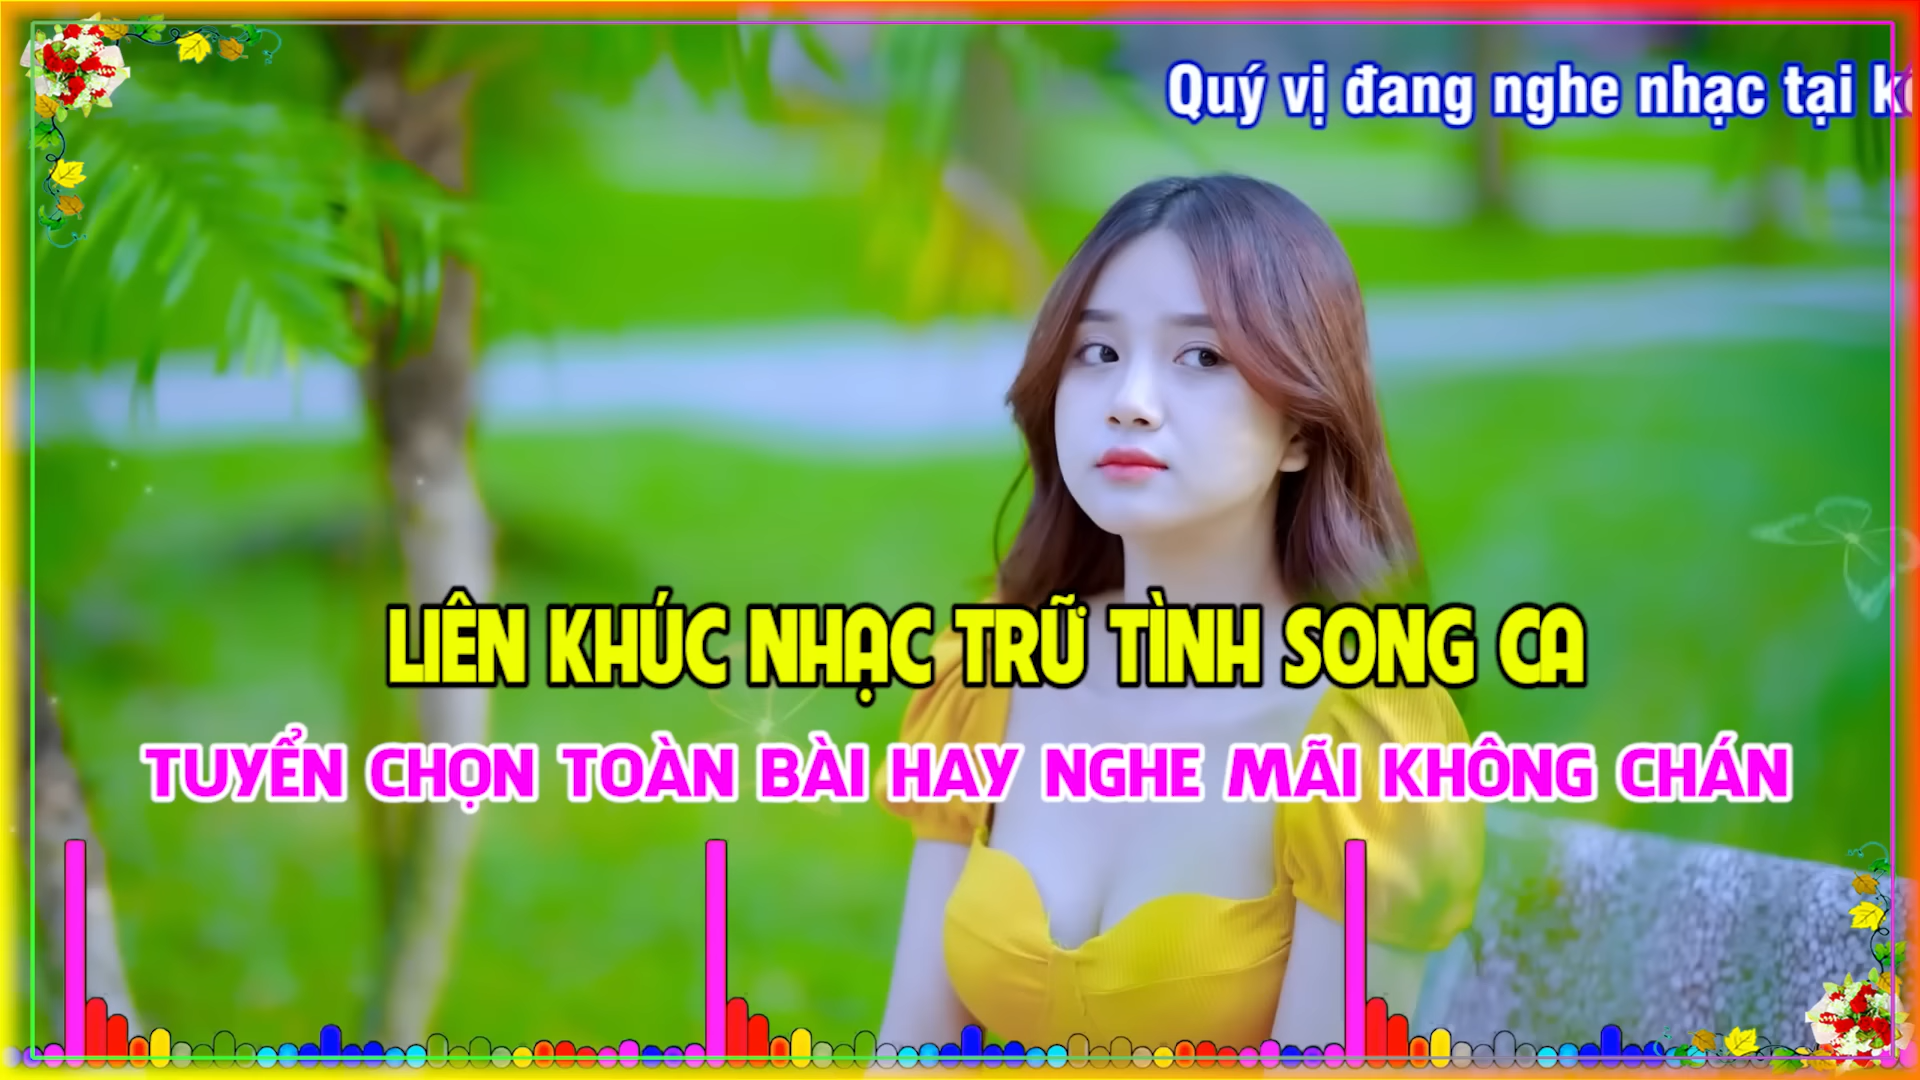 Quý vị đang nghe nhạc tại
LIÊN KHÚC NHẠC TRỮ TÌNH SONG CA
TUYỂN CHỌN TOÀN BÀI HAY NGHE MÃI KHÔNG CHÁN